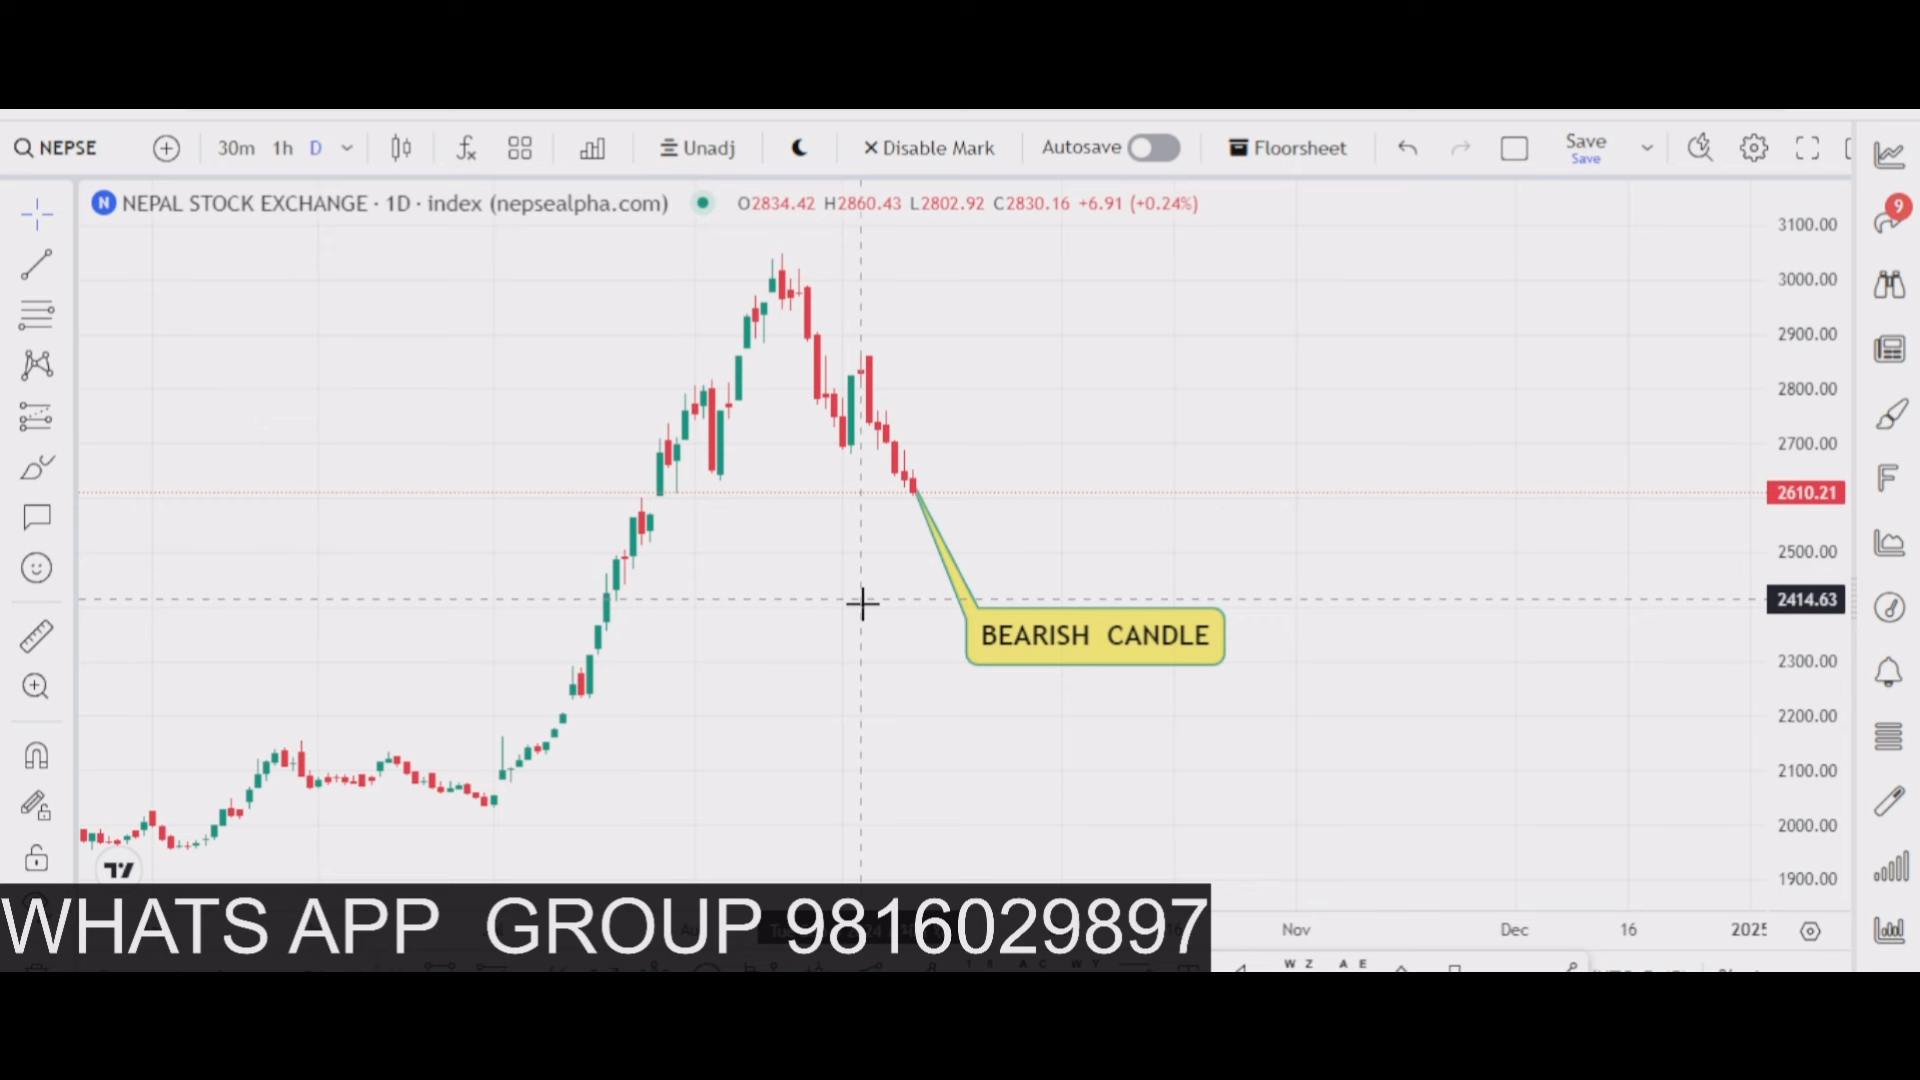 NEPSE 30m 1h D Unadj Disable Mark Autosave Floorsheet Save
Save
9
N NEPAL STOCK EXCHANGE · 1D · index (nepsealpha.com) O2834.42 H2860.43 L2802.92 C2830.16 +6.91 (+0.24%)
3100.00
3000.00
2900.00
2800.00
2700.00
2610.21
2500.00
2414.63
BEARISH CANDLE
2300.00
2200.00
2100.00
2000.00
1900.00
WHATS APP GROUP 9816029897
Nov Dec 16 2025
W Z A E